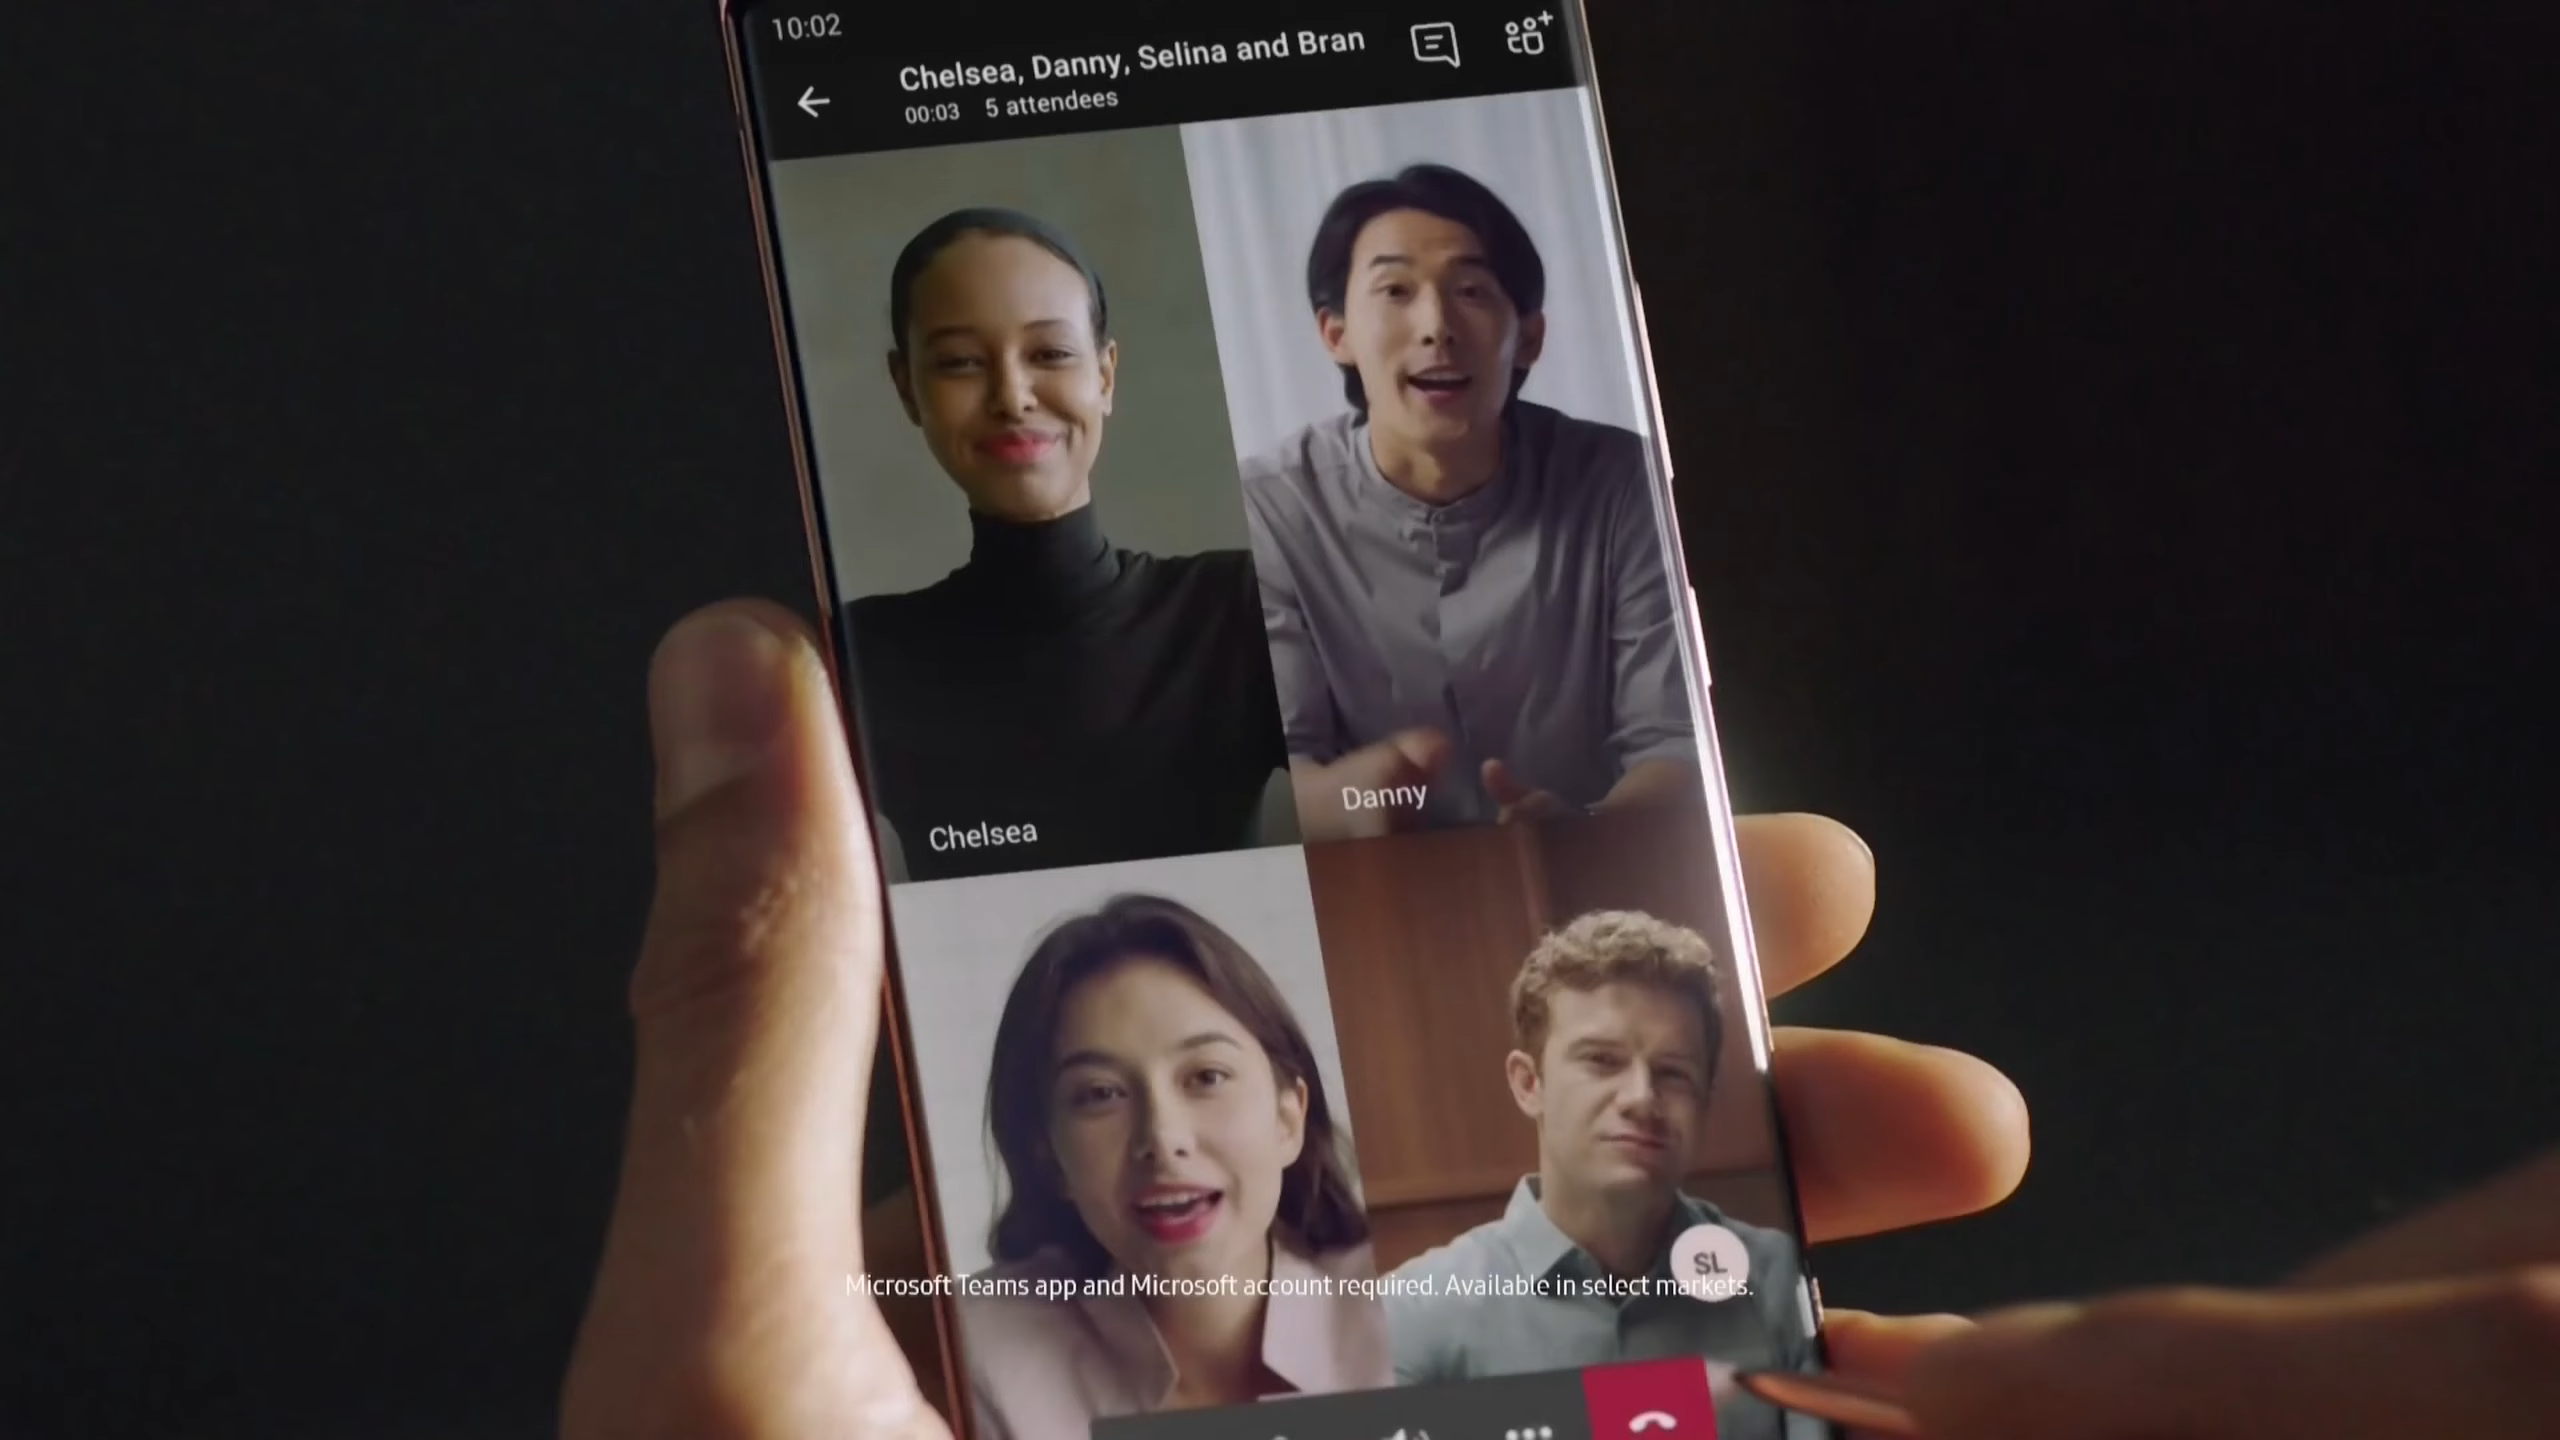 10:02
Chelsea, Danny, Selina and Bran
00:03 5 attendees
Danny
Chelsea
SL
Microsoft Teams app and Microsoft account required. Available in select markets.